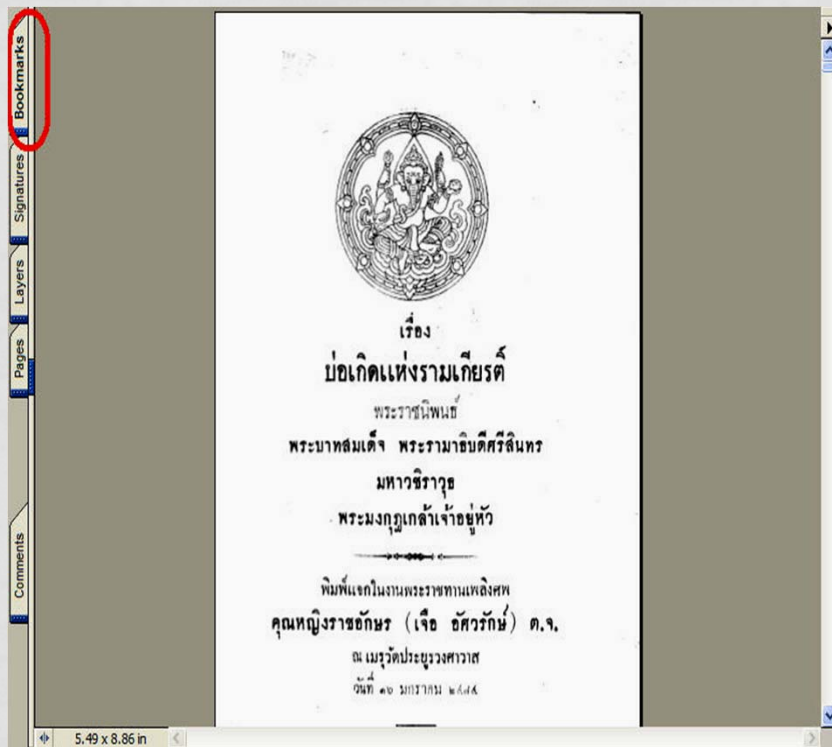 Bookmarks
Signatures
Layers
Pages
Comments
เรื่อง
บ่อเกิดแห่งรามเกียรติ์
พระราชนิพนธ์
พระบาทสมเด็จ พระรามาธิบดีศรีสินทร
มหาวชิราวุธ
พระมงกุฎเกล้าเจ้าอยู่หัว
พิมพ์แจกในงานพระราชทานเพลิงศพ
คุณหญิงราชอักษร (เจือ อัศวรักษ์) ต.จ.
ณ เมรุวัดประยูรวงศาวาส
วันที่ ๑๖ มกราคม
5.49 x 8.86 in